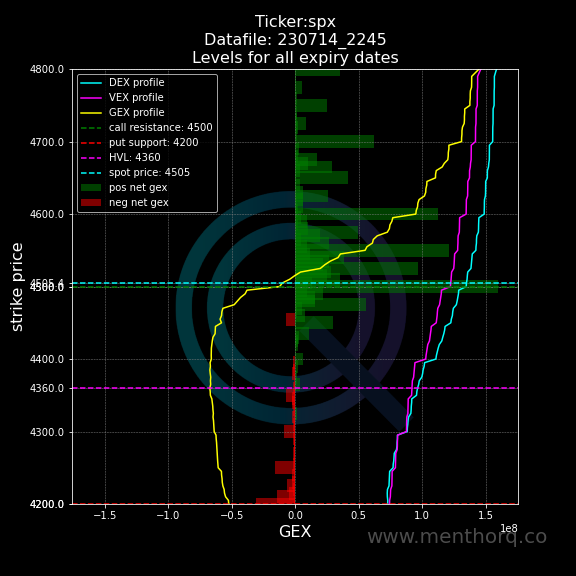 Ticker:spx
Datafile: 230714_2245
Levels for all expiry dates
DEX profile
VEX profile
GEX profile
call resistance: 4500
put support: 4200
HVL: 4360
spot price: 4505
pos net gex
neg net gex
strike price
4800.0
4700.0
4600.0
4505.0
4500.0
4400.0
4360.0
4300.0
4200.0
−1.5
−1.0
−0.5
0.0
0.5
1.0
1.5
1e8
GEX
www.menthorq.co